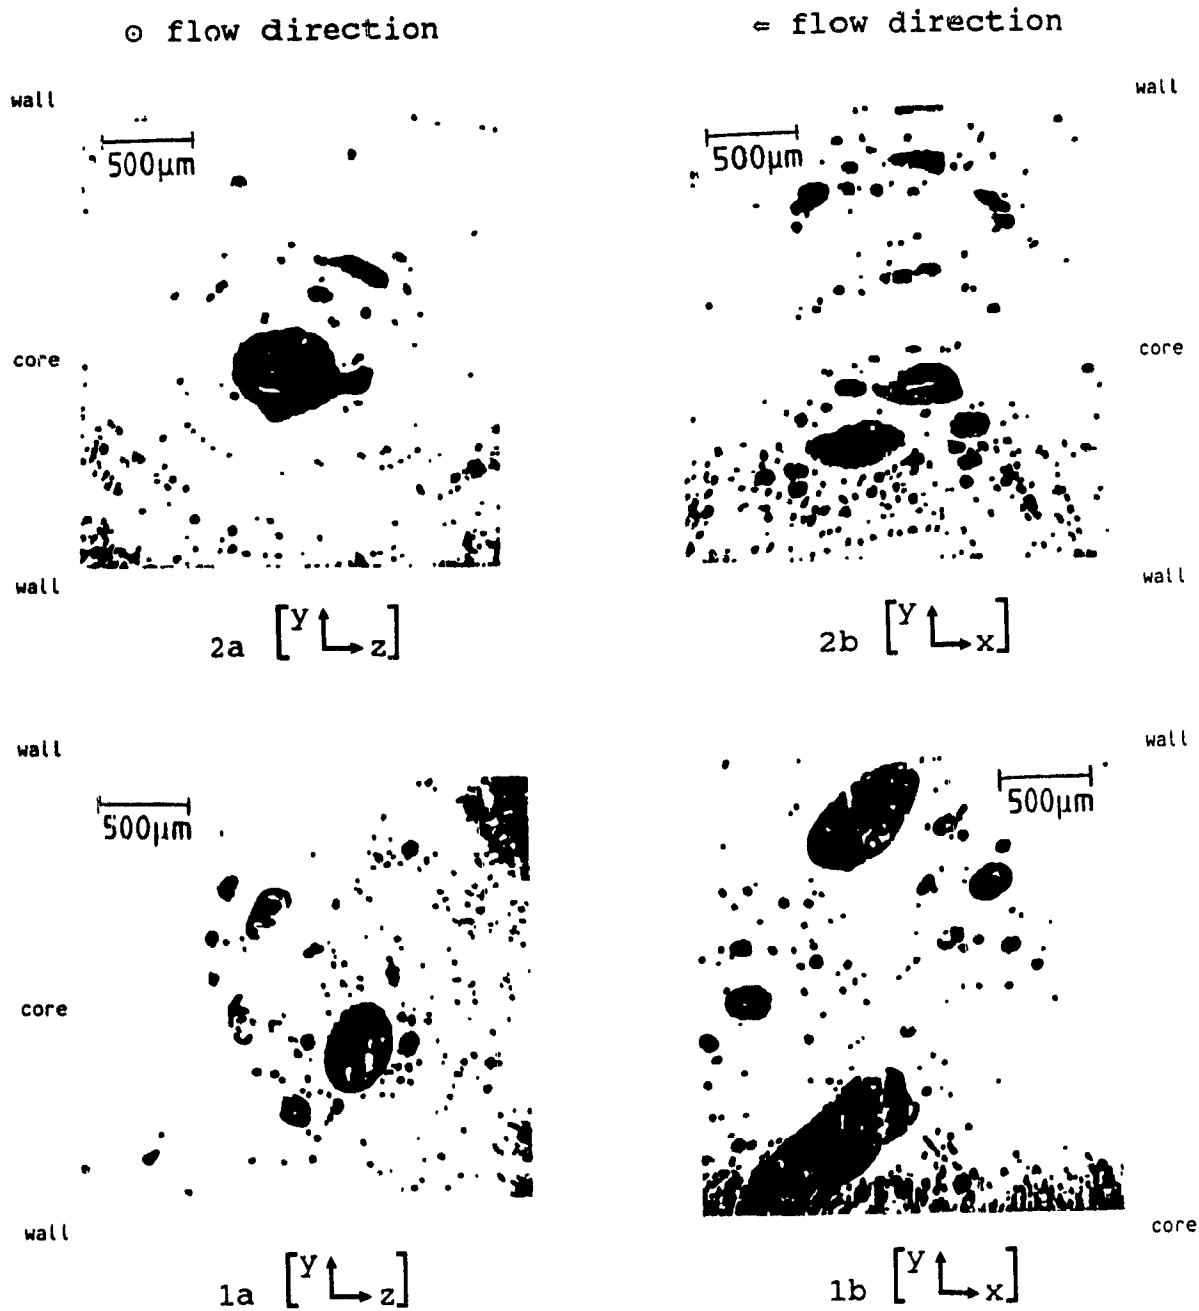 ⊙ flow direction
⇐ flow direction
wall
500μm
core
wall
2a [y z]
wall
500μm
core
wall
2b [y x]
wall
500μm
core
wall
1a [y z]
wall
500μm
core
1b [y x]